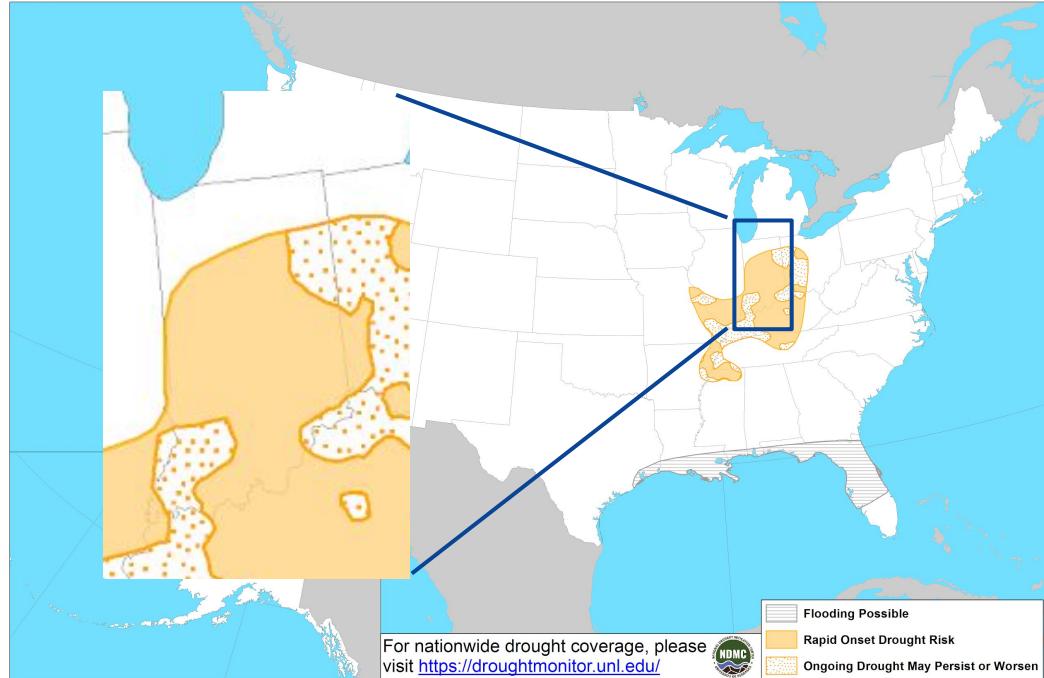 For nationwide drought coverage, please
visit https://droughtmonitor.unl.edu/
NDMC
Flooding Possible
Rapid Onset Drought Risk
Ongoing Drought May Persist or Worsen